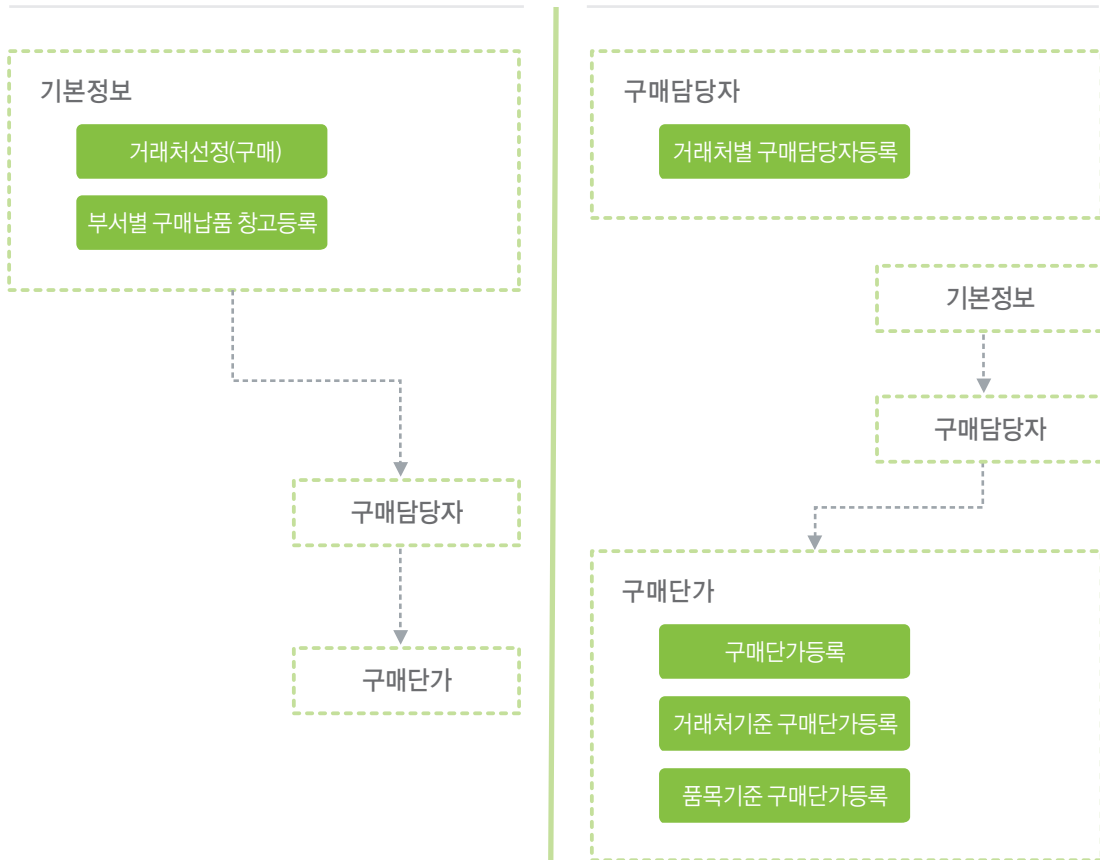 기본정보
거래처선정(구매)
부서별 구매납품 창고등록
구매담당자
구매단가
구매담당자
거래처별 구매담당자등록
기본정보
구매담당자
구매단가
구매단가등록
거래처기준 구매단가등록
품목기준 구매단가등록